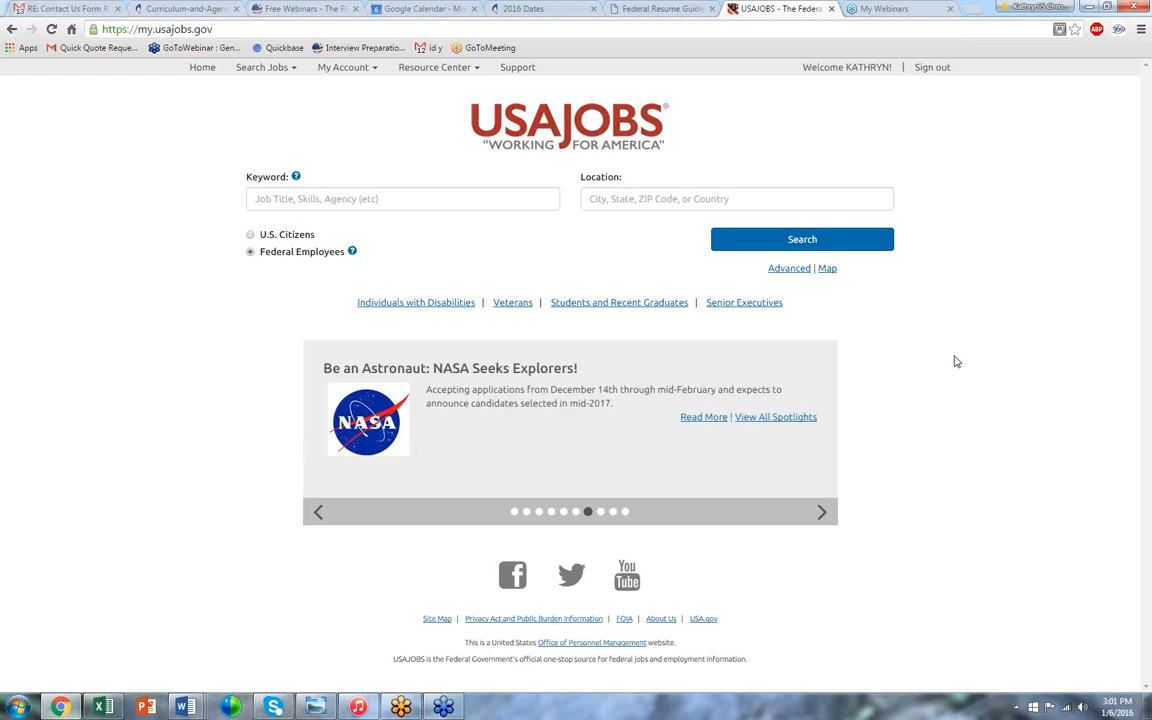 RE: Contact Us Form R
Curriculum-and-Agen
Free Webinars - The R
Google Calendar - Mo
2016 Dates
Federal Resume Guide
USAJOBS - The Federa
My Webinars
https://my.usajobs.gov
Apps Quick Quote Reque... GoToWebinar : Gen... Quickbase Interview Preparatio... id y GoToMeeting
Home Search Jobs My Account Resource Center Support Welcome KATHRYN! | Sign out
USAJOBS®
"WORKING FOR AMERICA"
Keyword: ? Location:
Job Title, Skills, Agency (etc) City, State, ZIP Code, or Country
U.S. Citizens
Federal Employees ?
Search
Advanced | Map
Individuals with Disabilities | Veterans | Students and Recent Graduates | Senior Executives
Be an Astronaut: NASA Seeks Explorers!
NASA
Accepting applications from December 14th through mid-February and expects to
announce candidates selected in mid-2017.
Read More | View All Spotlights
You
Tube
Site Map | Privacy Act and Public Burden Information | FOIA | About Us | USA.gov
This is a United States Office of Personnel Management website.
USAJOBS is the Federal Government's official one-stop source for federal jobs and employment information.
3:01 PM
1/6/2016